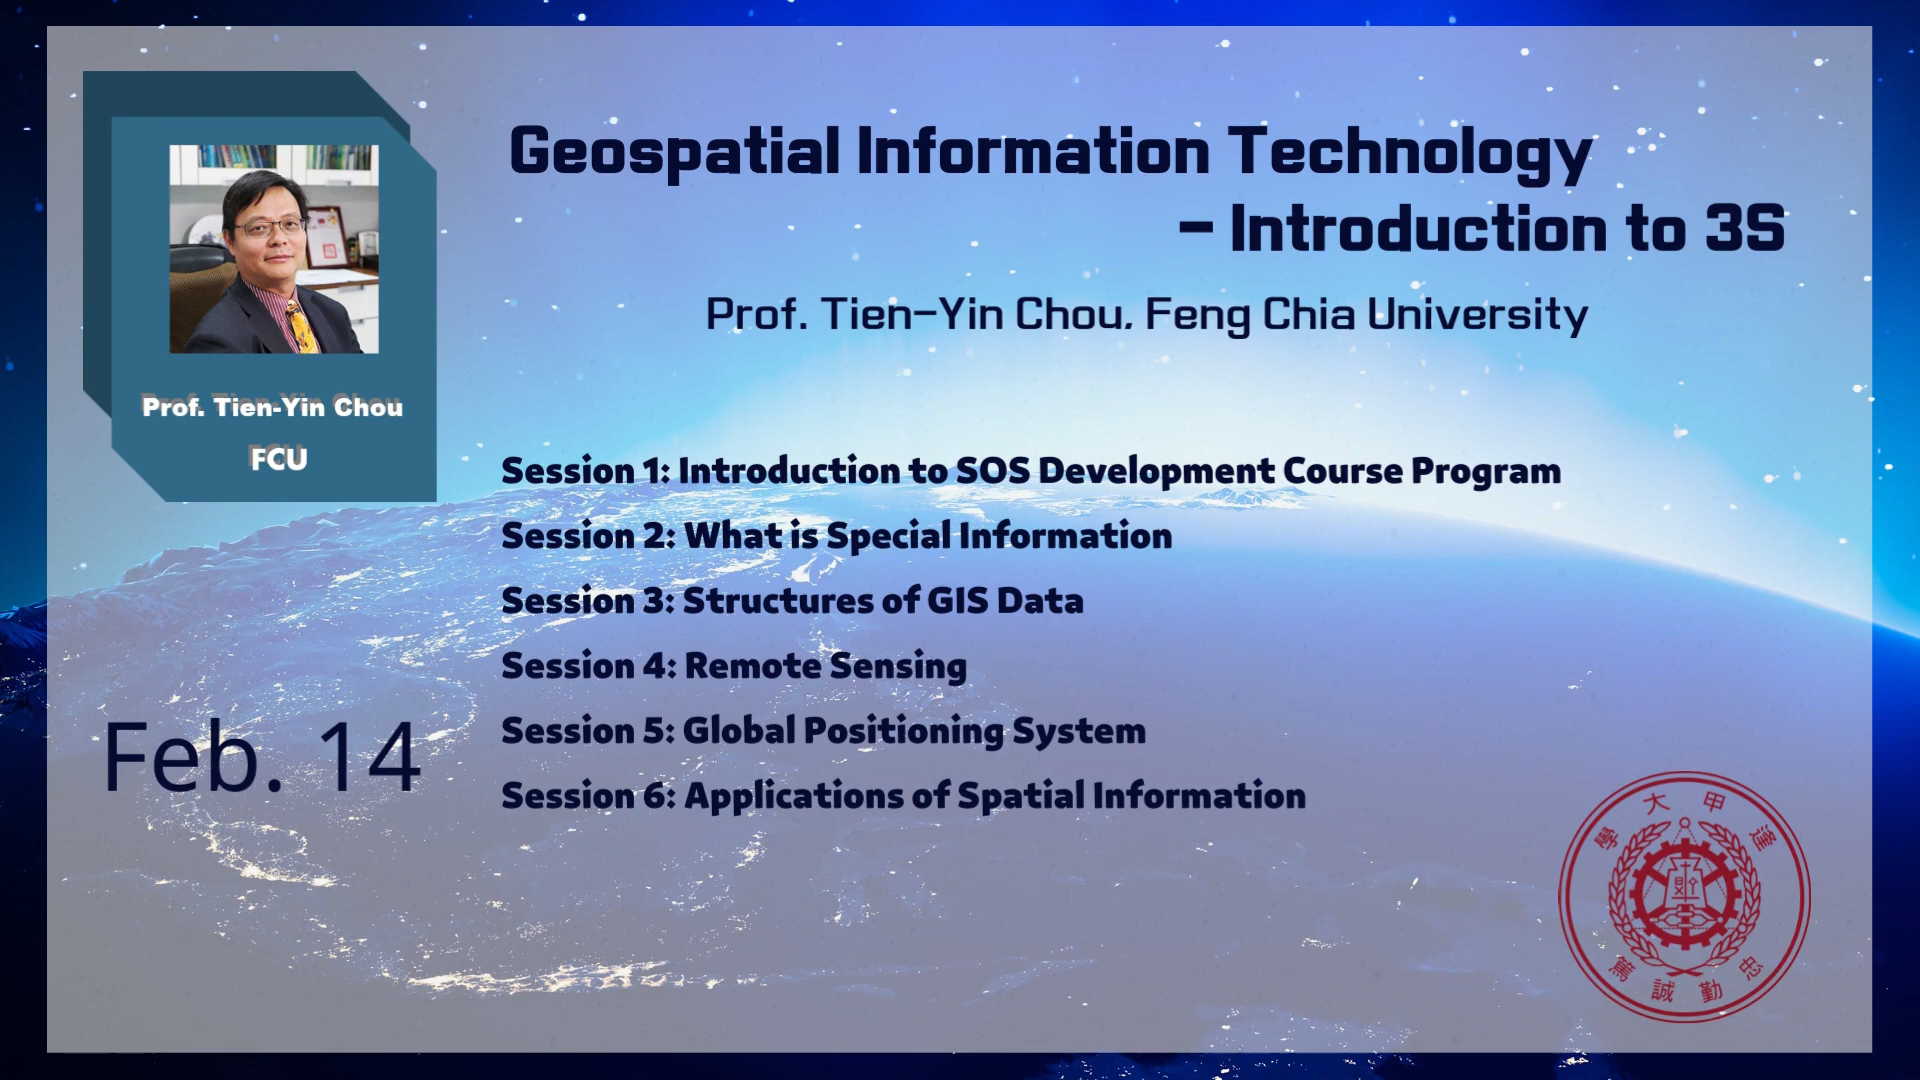 Geospatial Information Technology
- Introduction to 3S
Prof. Tien-Yin Chou, Feng Chia University
Prof. Tien-Yin Chou
FCU
Session 1: Introduction to SOS Development Course Program
Session 2: What is Special Information
Session 3: Structures of GIS Data
Session 4: Remote Sensing
Session 5: Global Positioning System
Session 6: Applications of Spatial Information
Feb. 14
學大甲逢
篤誠勤忠